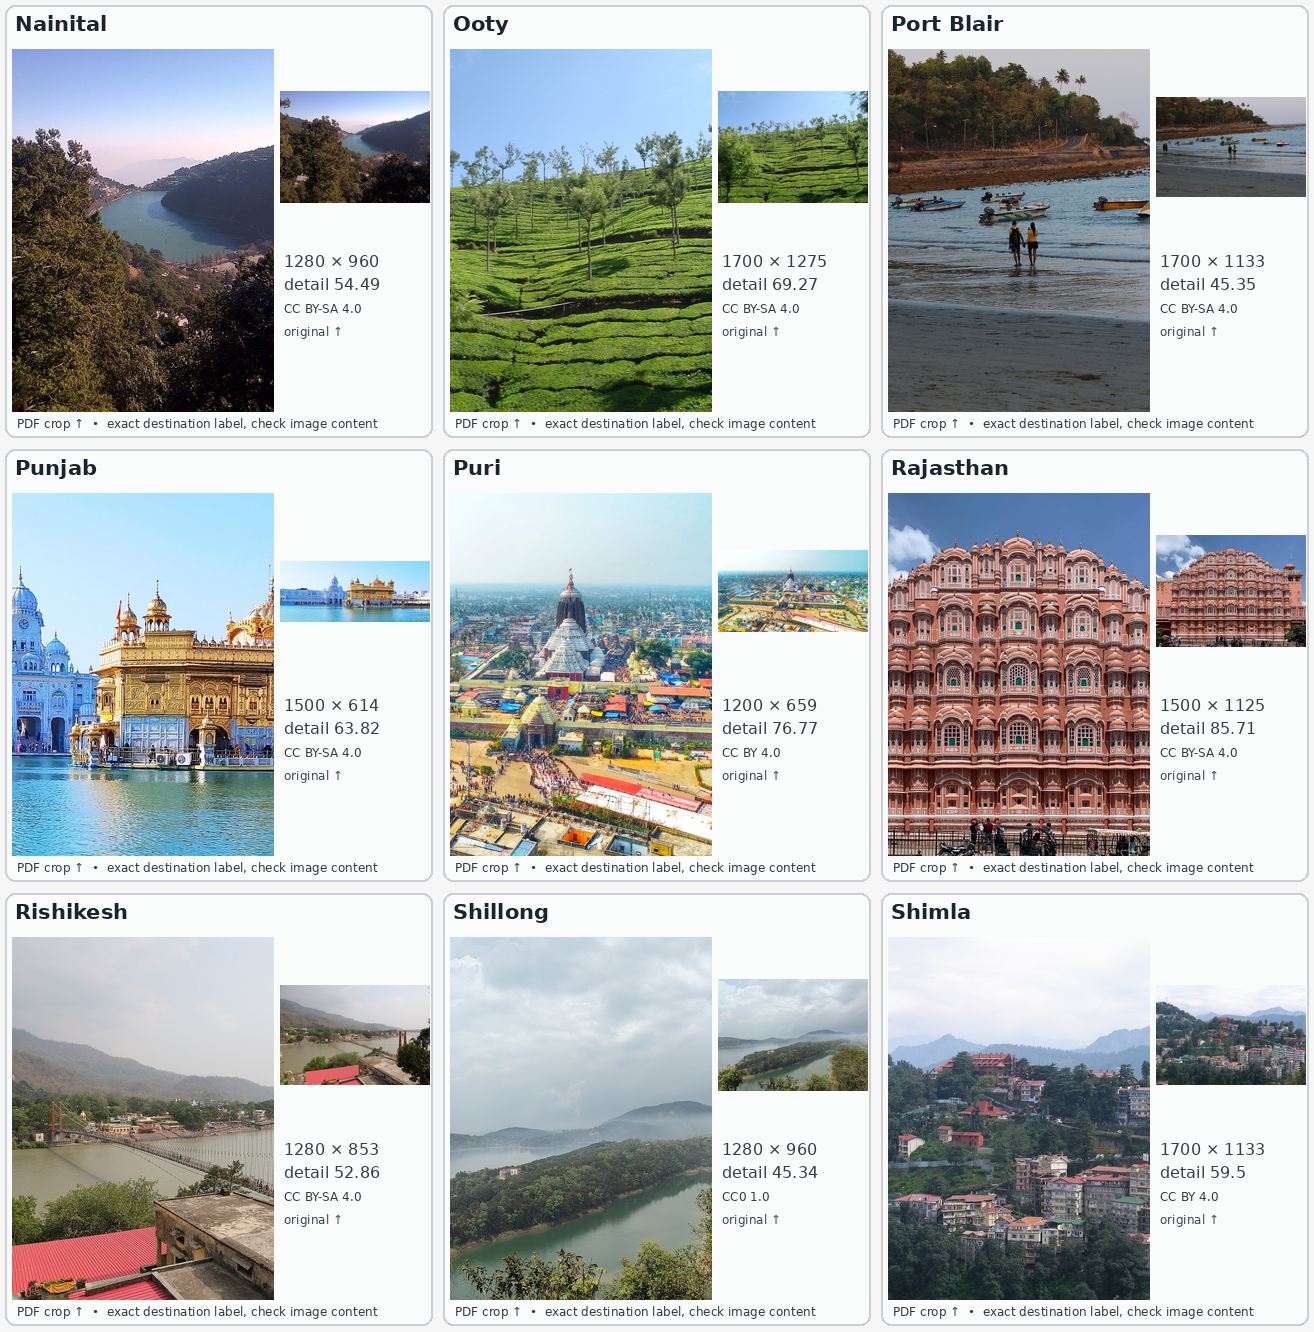 Nainital
1280 × 960
detail 54.49
CC BY-SA 4.0
original ↑
PDF crop ↑ • exact destination label, check image content
Ooty
1700 × 1275
detail 69.27
CC BY-SA 4.0
original ↑
PDF crop ↑ • exact destination label, check image content
Port Blair
1700 × 1133
detail 45.35
CC BY-SA 4.0
original ↑
PDF crop ↑ • exact destination label, check image content
Punjab
1500 × 614
detail 63.82
CC BY-SA 4.0
original ↑
PDF crop ↑ • exact destination label, check image content
Puri
1200 × 659
detail 76.77
CC BY 4.0
original ↑
PDF crop ↑ • exact destination label, check image content
Rajasthan
1500 × 1125
detail 85.71
CC BY-SA 4.0
original ↑
PDF crop ↑ • exact destination label, check image content
Rishikesh
1280 × 853
detail 52.86
CC BY-SA 4.0
original ↑
PDF crop ↑ • exact destination label, check image content
Shillong
1280 × 960
detail 45.34
CC0 1.0
original ↑
PDF crop ↑ • exact destination label, check image content
Shimla
1700 × 1133
detail 59.5
CC BY 4.0
original ↑
PDF crop ↑ • exact destination label, check image content